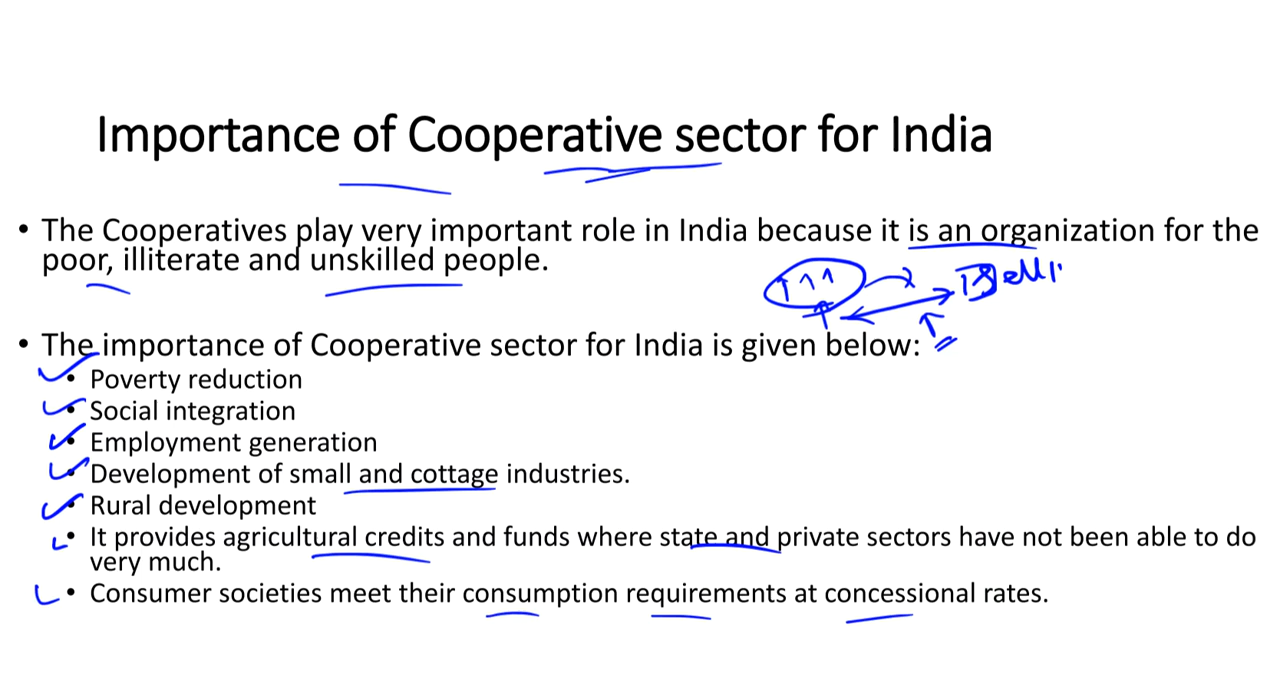 Importance of Cooperative sector for India
• The Cooperatives play very important role in India because it is an organization for the
poor, illiterate and unskilled people.
Delhi
• The importance of Cooperative sector for India is given below:
• Poverty reduction
• Social integration
• Employment generation
• Development of small and cottage industries.
• Rural development
• It provides agricultural credits and funds where state and private sectors have not been able to do
very much.
• Consumer societies meet their consumption requirements at concessional rates.